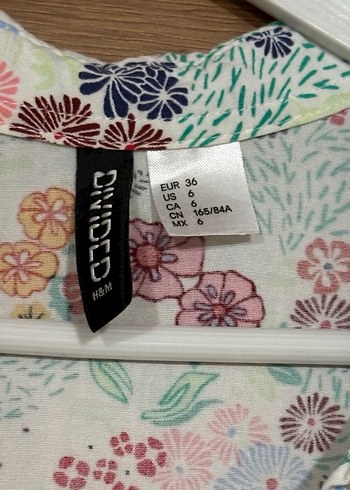 DIVIDED
H&M
EUR 36
US 6
CA 6
CN 165/84A
MX 6